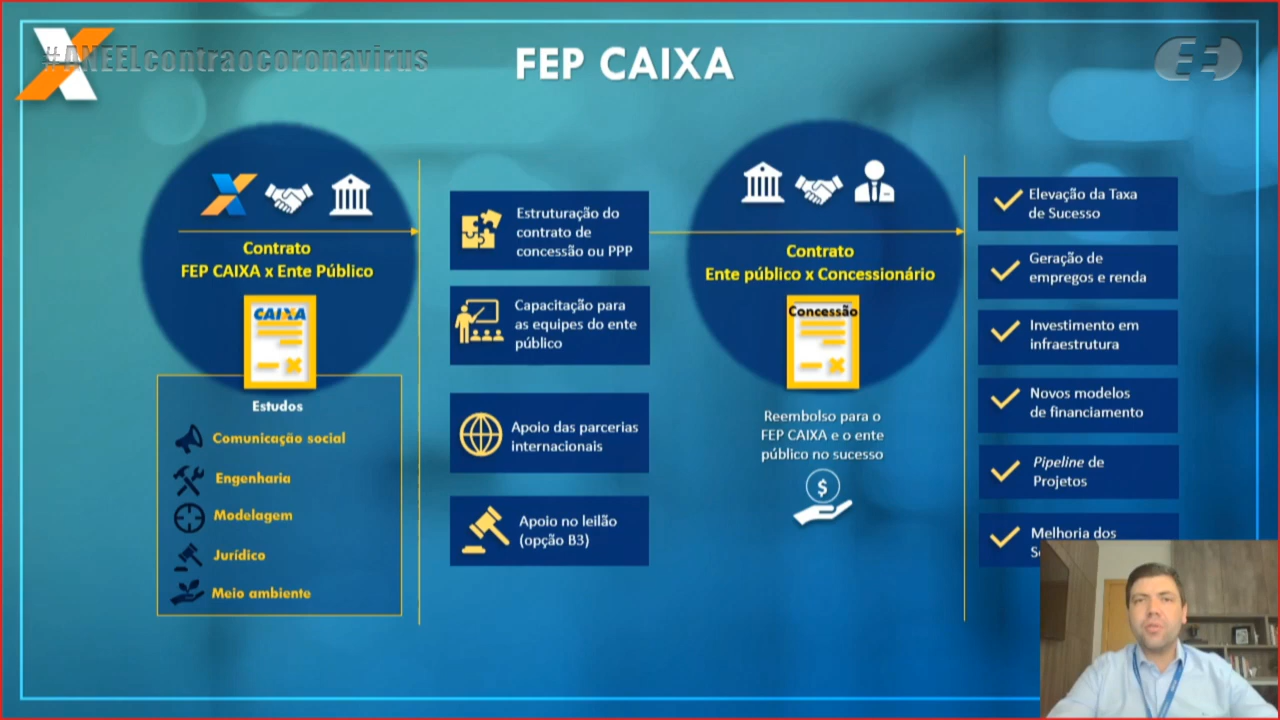 #ANEELcontraocoronavirus
FEP CAIXA
Contrato
FEP CAIXA x Ente Público
CAIXA
Estudos
Comunicação social
Engenharia
Modelagem
Jurídico
Meio ambiente
Estruturação do
contrato de
concessão ou PPP
Capacitação para
as equipes do ente
público
Apoio das parcerias
internacionais
Apoio no leilão
(opção B3)
Contrato
Ente público x Concessionário
Concessão
Reembolso para o
FEP CAIXA e o ente
público no sucesso
$
Elevação da Taxa
de Sucesso
Geração de
empregos e renda
Investimento em
infraestrutura
Novos modelos
de financiamento
Pipeline de
Projetos
Melhoria dos